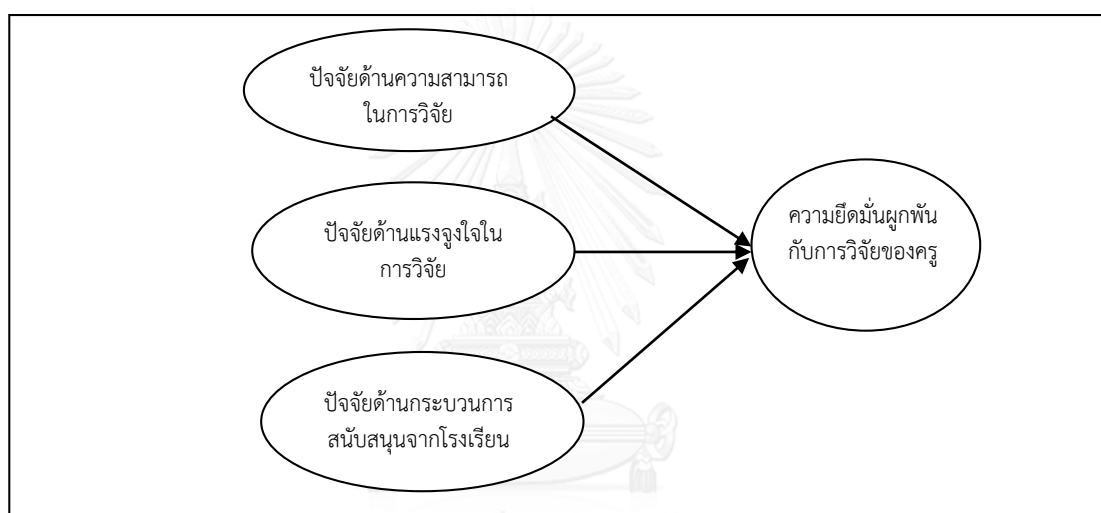 ปัจจัยด้านความสามารถ
ในการวิจัย
ปัจจัยด้านแรงจูงใจใน
การวิจัย
ความยึดมั่นผูกพัน
กับการวิจัยของครู
ปัจจัยด้านกระบวนการ
สนับสนุนจากโรงเรียน